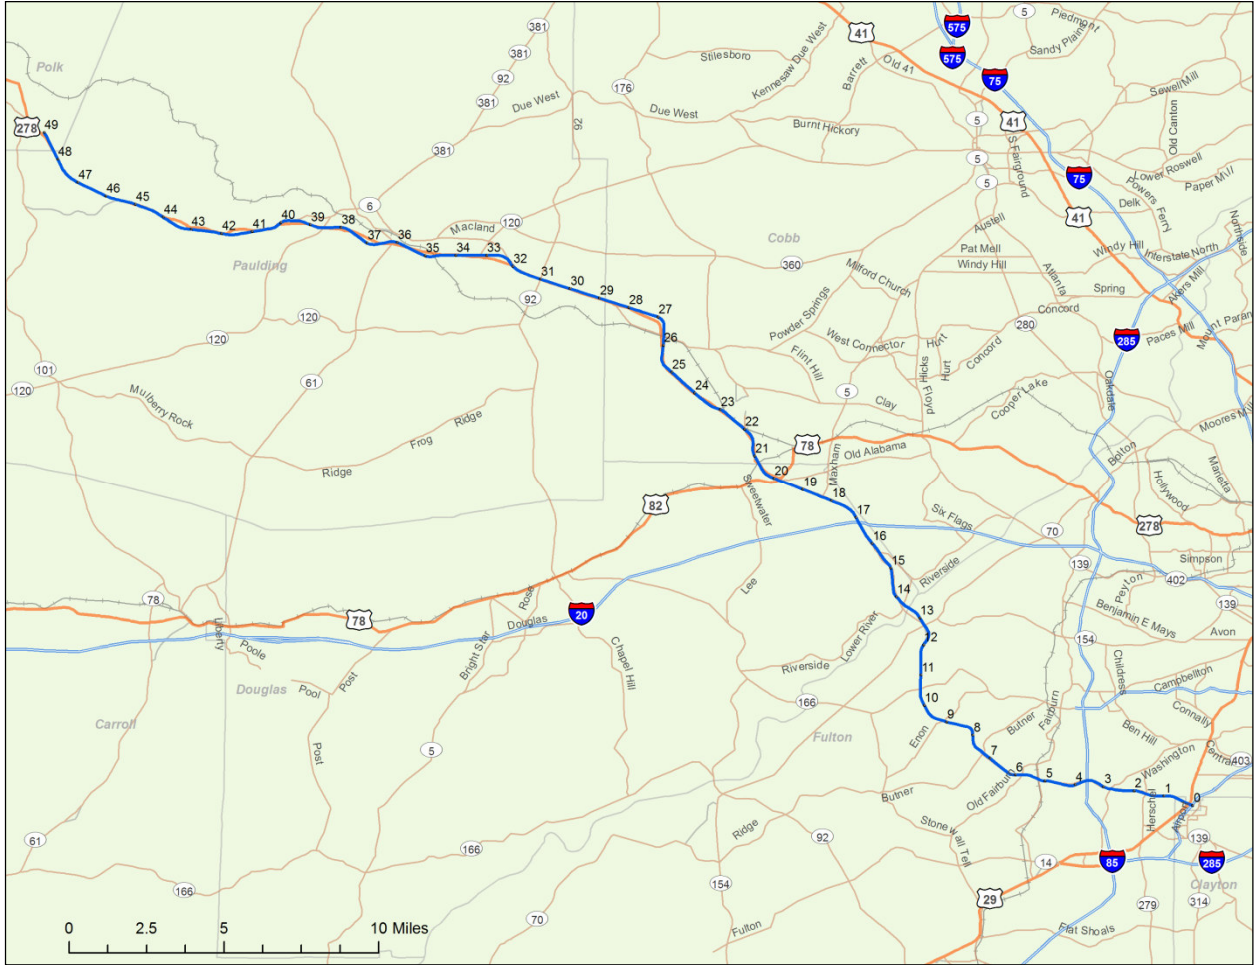 381
5
Piedmont
575
41
Sandy Plains
Stilesboro
Kennesaw Due West
Barrett
Old 41
575
381
Polk
92
176
75
Sewell Mill
381
Due West
Due West
Old Canton
278
49
92
Burnt Hickory
5
41
S Fairground
48
381
5
Lower Roswell
47
5
75
Powers Ferry
Paper Mill
46
45
6
Delk
44
40
39
38
120
Austell
41
Northside
43
42
41
Macland
Cobb
37
36
Pat Mell
Windy Hill
Interstate North
35
34
33
Paulding
32
360
Milford Church
Windy Hill
Atlanta
Akers Mill
31
30
Spring
92
29
28
Powder Springs
Concord
120
27
280
Mount Paran
120
26
West Connector
Hurt
285
Paces Mill
Flint Hill
Hicks
Hurt
Concord
101
25
61
24
5
Floyd
Cooper Lake
Oakdale
120
Mulberry Rock
23
Clay
Ridge
22
Moores Mill
Frog
78
Old Alabama
21
Bolton
Ridge
20
Maxham
Marietta
Sweetwater
19
Hollywood
82
18
17
Six Flags
278
70
16
Simpson
15
139
402
Riverside
Peyton
Lee
14
139
78
Rose
20
13
Benjamin E Mays
78
Douglas
12
154
Avon
Liberty
Lower River
Poole
Bright Star
Chapel Hill
Riverside
11
Childress
Campbellton
Douglas
Pool
Post
10
166
Fairburn
Connally
Carroll
9
Butner
Fulton
8
Ben Hill
Enon
5
Post
7
Washington
Central
403
6
5
4
3
2
1
0
Butner
Old Fairburn
Herschel
Airport
61
Ridge
92
Stonewall Tell
139
166
14
85
285
166
154
Clayton
29
279
314
70
Fulton
Flat Shoals
0 2.5 5 10 Miles